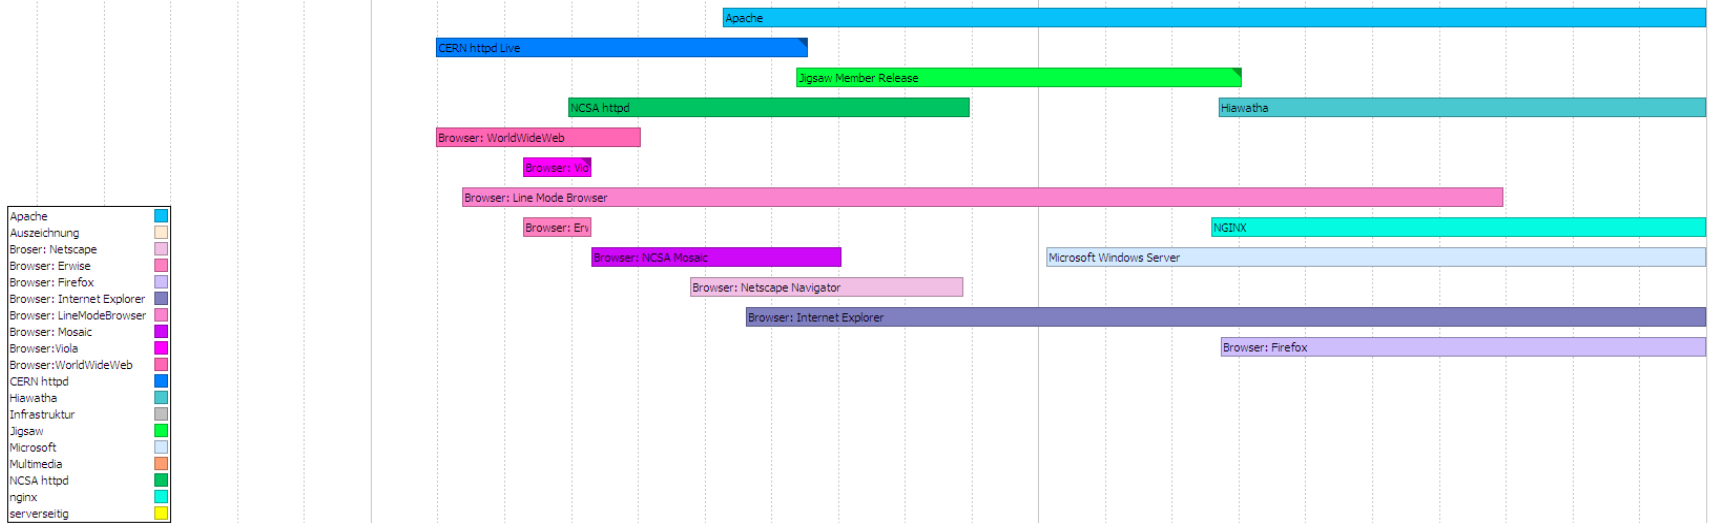 Apache
CERN httpd Live
Jigsaw Member Release
NCSA httpd
Hiawatha
Browser: WorldWideWeb
Browser: Vio
Browser: Line Mode Browser
Browser: Erw
NGINX
Browser: NCSA Mosaic
Microsoft Windows Server
Browser: Netscape Navigator
Browser: Internet Explorer
Browser: Firefox
Apache
Auszeichnung
Broser: Netscape
Browser: Erwise
Browser: Firefox
Browser: Internet Explorer
Browser: LineModeBrowser
Browser: Mosaic
Browser:Viola
Browser:WorldWideWeb
CERN httpd
Hiawatha
Infrastruktur
Jigsaw
Microsoft
Multimedia
NCSA httpd
nginx
serverseitig